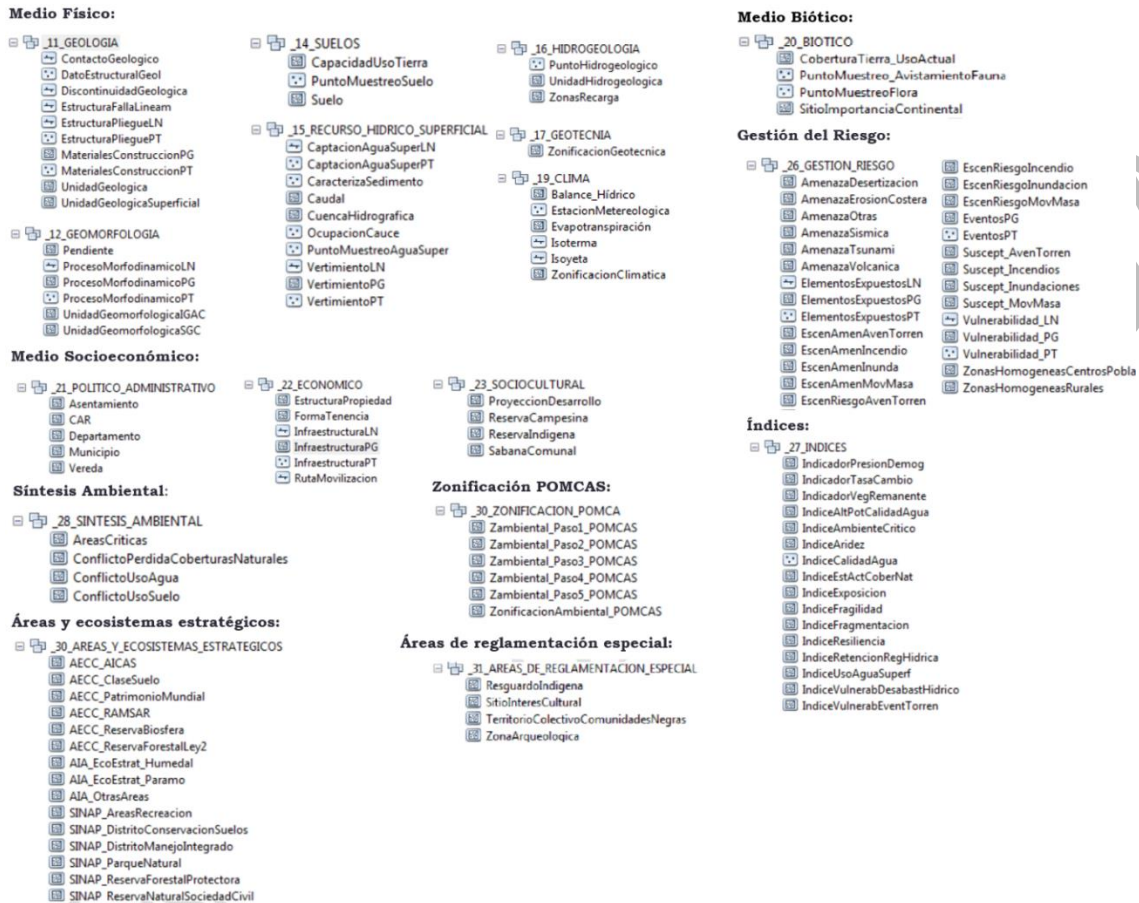 Medio Físico:
_11_GEOLOGIA
ContactoGeologico
DatoEstructuralGeol
DiscontinuidadGeologica
EstructuraFallaLineam
EstructuraPliegueLN
EstructuraPlieguePT
MaterialesConstruccionPG
MaterialesConstruccionPT
UnidadGeologica
UnidadGeologicaSuperficial
_12_GEOMORFOLOGIA
Pendiente
ProcesoMorfodinamicoLN
ProcesoMorfodinamicoPG
ProcesoMorfodinamicoPT
UnidadGeomorfologicaIGAC
UnidadGeomorfologicaSGC
_14_SUELOS
CapacidadUsoTierra
PuntoMuestreoSuelo
Suelo
_15_RECURSO_HIDRICO_SUPERFICIAL
CaptacionAguaSuperLN
CaptacionAguaSuperPT
CaracterizaSedimento
Caudal
CuencaHidrografica
OcupacionCauce
PuntoMuestreoAguaSuper
VertimientoLN
VertimientoPG
VertimientoPT
_16_HIDROGEOLOGIA
PuntoHidrogeologico
UnidadHidrogeologica
ZonasRecarga
_17_GEOTECNIA
ZonificacionGeotecnica
_19_CLIMA
Balance_Hídrico
EstacionMetereologica
Evapotranspiración
Isoterma
Isoyeta
ZonificacionClimatica
Medio Biótico:
_20_BIOTICO
CoberturaTierra_UsoActual
PuntoMuestreo_AvistamientoFauna
PuntoMuestreoFlora
SitioImportanciaContinental
Gestión del Riesgo:
_26_GESTION_RIESGO
AmenazaDesertizacion
AmenazaErosionCostera
AmenazaOtras
AmenazaSismica
AmenazaTsunami
AmenazaVolcanica
ElementosExpuestosLN
ElementosExpuestosPG
ElementosExpuestosPT
EscenAmenAvenTorren
EscenAmenIncendio
EscenAmenInunda
EscenAmenMovMasa
EscenRiesgoAvenTorren
EscenRiesgoIncendio
EscenRiesgoInundacion
EscenRiesgoMovMasa
EventosPG
EventosPT
Suscept_AvenTorren
Suscept_Incendios
Suscept_Inundaciones
Suscept_MovMasa
Vulnerabilidad_LN
Vulnerabilidad_PG
Vulnerabilidad_PT
ZonasHomogeneasCentrosPobla
ZonasHomogeneasRurales
Medio Socioeconómico:
_21_POLITICO_ADMINISTRATIVO
Asentamiento
CAR
Departamento
Municipio
Vereda
_22_ECONOMICO
EstructuraPropiedad
FormaTenencia
InfraestructuraLN
InfraestructuraPG
InfraestructuraPT
RutaMovilizacion
_23_SOCIOCULTURAL
ProyeccionDesarrollo
ReservaCampesina
ReservaIndigena
SabanaComunal
Índices:
_27_INDICES
IndicadorPresionDemog
IndicadorTasaCambio
IndicadorVegRemanente
IndiceAltPotCalidadAgua
IndiceAmbienteCritico
IndiceAridez
IndiceCalidadAgua
IndiceEstActCoberNat
IndiceExposicion
IndiceFragilidad
IndiceFragmentacion
IndiceResiliencia
IndiceRetencionRegHidrica
IndiceUsoAguaSuperf
IndiceVulnerabDesabastHidrico
IndiceVulnerabEventTorren
Síntesis Ambiental:
_28_SINTESIS_AMBIENTAL
AreasCriticas
ConflictoPerdidaCoberturasNaturales
ConflictoUsoAgua
ConflictoUsoSuelo
Zonificación POMCAS:
_30_ZONIFICACION_POMCA
Zambiental_Paso1_POMCAS
Zambiental_Paso2_POMCAS
Zambiental_Paso3_POMCAS
Zambiental_Paso4_POMCAS
Zambiental_Paso5_POMCAS
ZonificacionAmbiental_POMCAS
Áreas y ecosistemas estratégicos:
_30_AREAS_Y_ECOSISTEMAS_ESTRATEGICOS
AECC_AICAS
AECC_ClaseSuelo
AECC_PatrimonioMundial
AECC_RAMSAR
AECC_ReservaBiosfera
AECC_ReservaForestalLey2
AIA_EcoEstrat_Humedal
AIA_EcoEstrat_Paramo
AIA_OtrasAreas
SINAP_AreasRecreacion
SINAP_DistritoConservacionSuelos
SINAP_DistritoManejoIntegrado
SINAP_ParqueNatural
SINAP_ReservaForestalProtectora
SINAP_ReservaNaturalSociedadCivil
Áreas de reglamentación especial:
_31_AREAS_DE_REGLAMENTACION_ESPECIAL
ResguardoIndigena
SitioInteresCultural
TerritorioColectivoComunidadesNegras
ZonaArqueologica